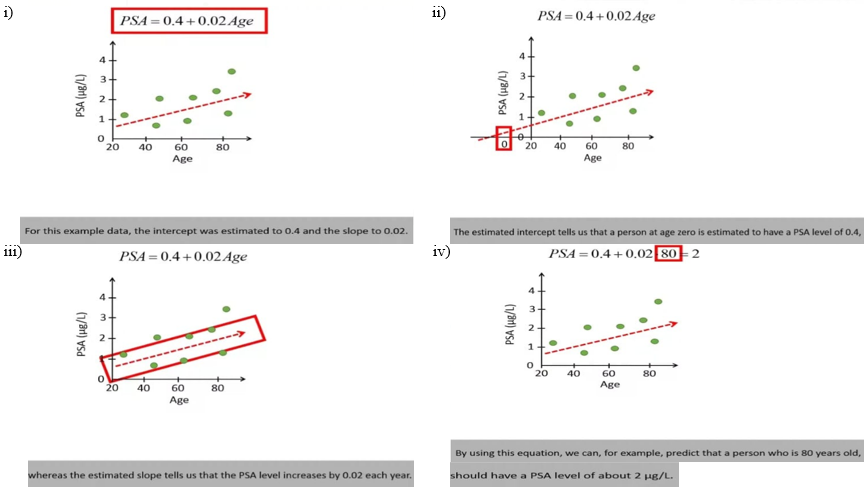 i)
PSA = 0.4 + 0.02 Age
4
3
2
1
0
PSA (µg/L)
20 40 60 80
Age
For this example data, the intercept was estimated to 0.4 and the slope to 0.02.
ii)
PSA = 0.4 + 0.02 Age
4
3
2
1
0
PSA (µg/L)
0 20 40 60 80
Age
The estimated intercept tells us that a person at age zero is estimated to have a PSA level of 0.4,
iii)
PSA = 0.4 + 0.02 Age
4
3
2
1
0
PSA (µg/L)
20 40 60 80
Age
whereas the estimated slope tells us that the PSA level increases by 0.02 each year.
iv)
PSA = 0.4 + 0.02 80 = 2
4
3
2
1
0
PSA (µg/L)
20 40 60 80
Age
By using this equation, we can, for example, predict that a person who is 80 years old,
should have a PSA level of about 2 µg/L.